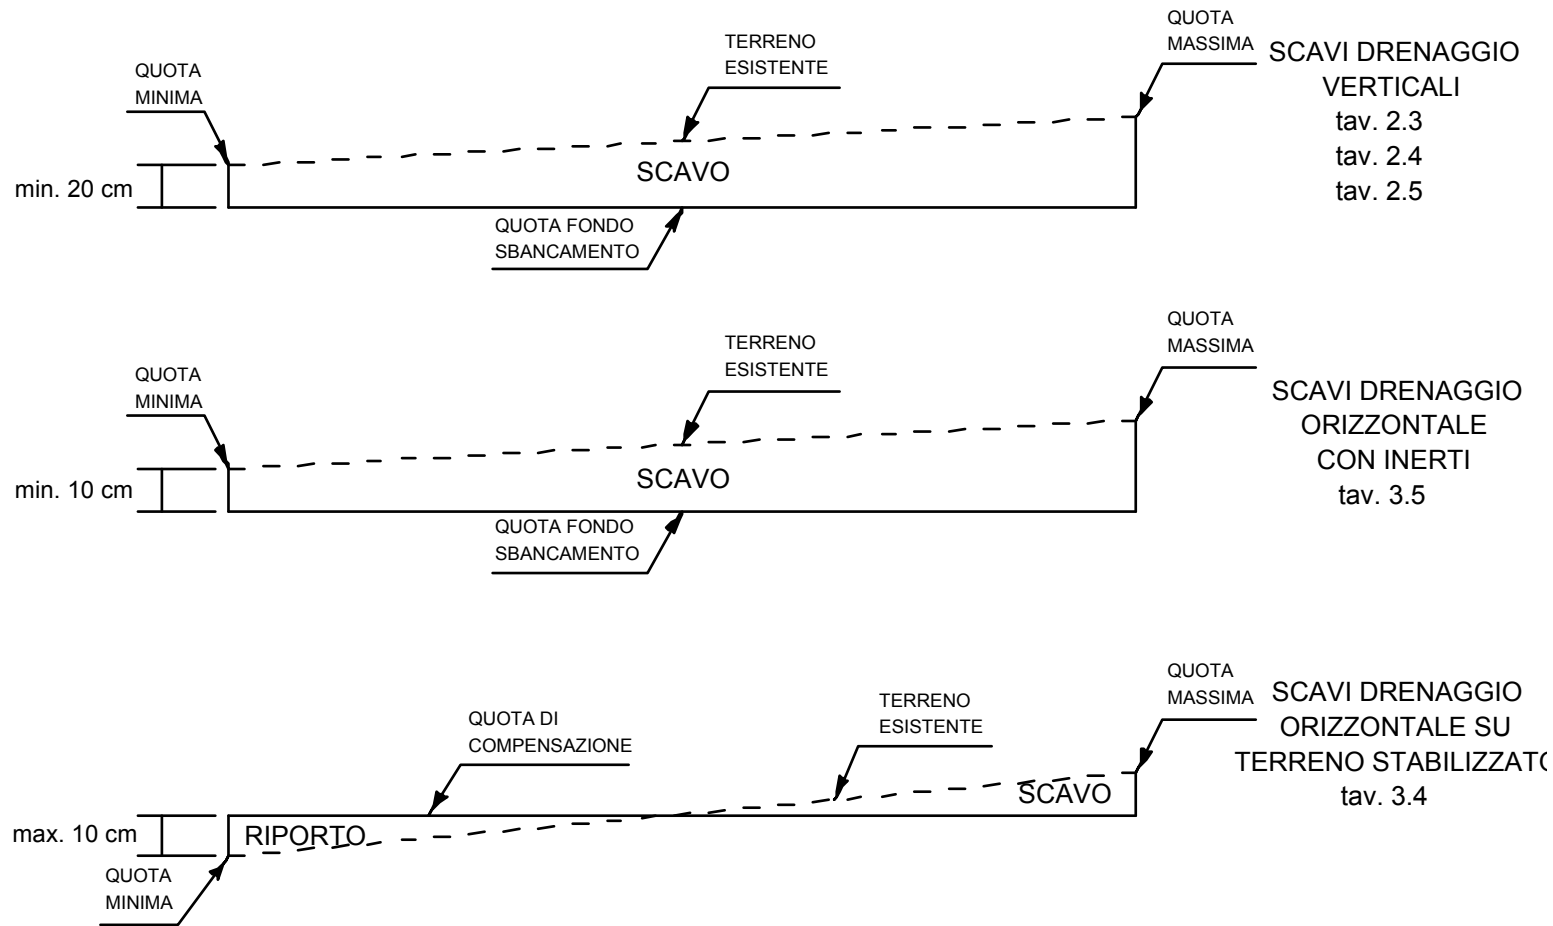 QUOTA
MINIMA
TERRENO
ESISTENTE
QUOTA
MASSIMA
SCAVI DRENAGGIO
VERTICALI
tav. 2.3
tav. 2.4
tav. 2.5
min. 20 cm
SCAVO
QUOTA FONDO
SBANCAMENTO
QUOTA
MINIMA
TERRENO
ESISTENTE
QUOTA
MASSIMA
SCAVI DRENAGGIO
ORIZZONTALE
CON INERTI
tav. 3.5
min. 10 cm
SCAVO
QUOTA FONDO
SBANCAMENTO
QUOTA DI
COMPENSAZIONE
TERRENO
ESISTENTE
QUOTA
MASSIMA
SCAVI DRENAGGIO
ORIZZONTALE SU
TERRENO STABILIZZATO
tav. 3.4
max. 10 cm
RIPORTO
SCAVO
QUOTA
MINIMA